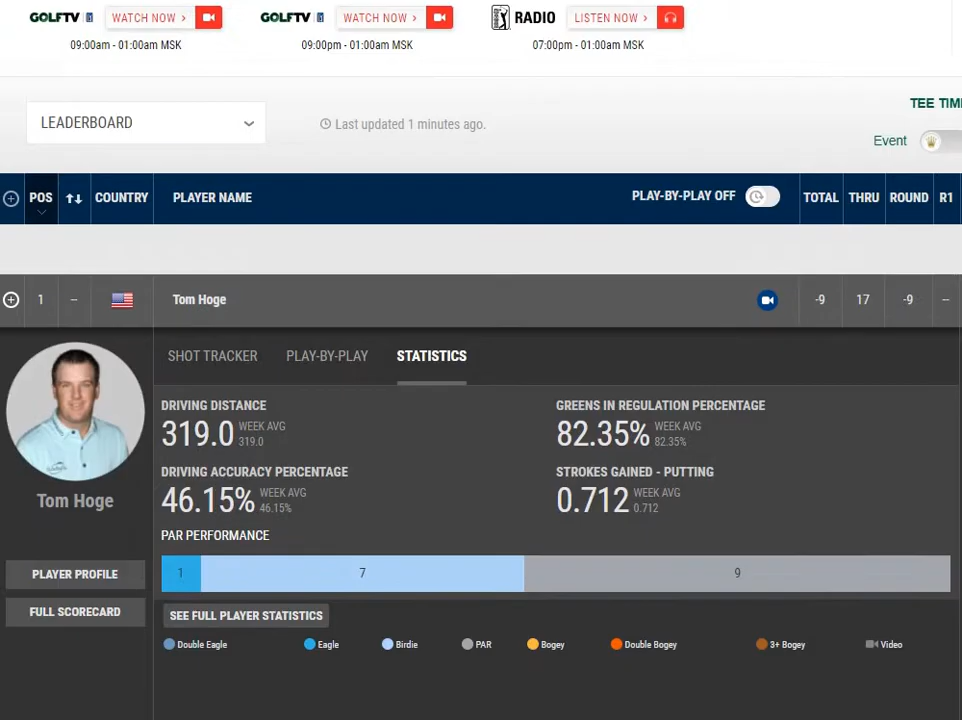 GOLFTV WATCH NOW > GOLFTV WATCH NOW > RADIO LISTEN NOW >
09:00am - 01:00am MSK 09:00pm - 01:00am MSK 07:00pm - 01:00am MSK
TEE TIM
LEADERBOARD Last updated 1 minutes ago.
Event
POS COUNTRY PLAYER NAME PLAY-BY-PLAY OFF TOTAL THRU ROUND R1
1 -- Tom Hoge -9 17 -9 --
SHOT TRACKER PLAY-BY-PLAY STATISTICS
DRIVING DISTANCE GREENS IN REGULATION PERCENTAGE
319.0 WEEK AVG 82.35% WEEK AVG
319.0 82.35%
DRIVING ACCURACY PERCENTAGE STROKES GAINED - PUTTING
46.15% WEEK AVG 0.712 WEEK AVG
46.15% 0.712
Tom Hoge
PAR PERFORMANCE
1 7 9
PLAYER PROFILE
FULL SCORECARD
SEE FULL PLAYER STATISTICS
Double Eagle Eagle Birdie PAR Bogey Double Bogey 3+ Bogey Video